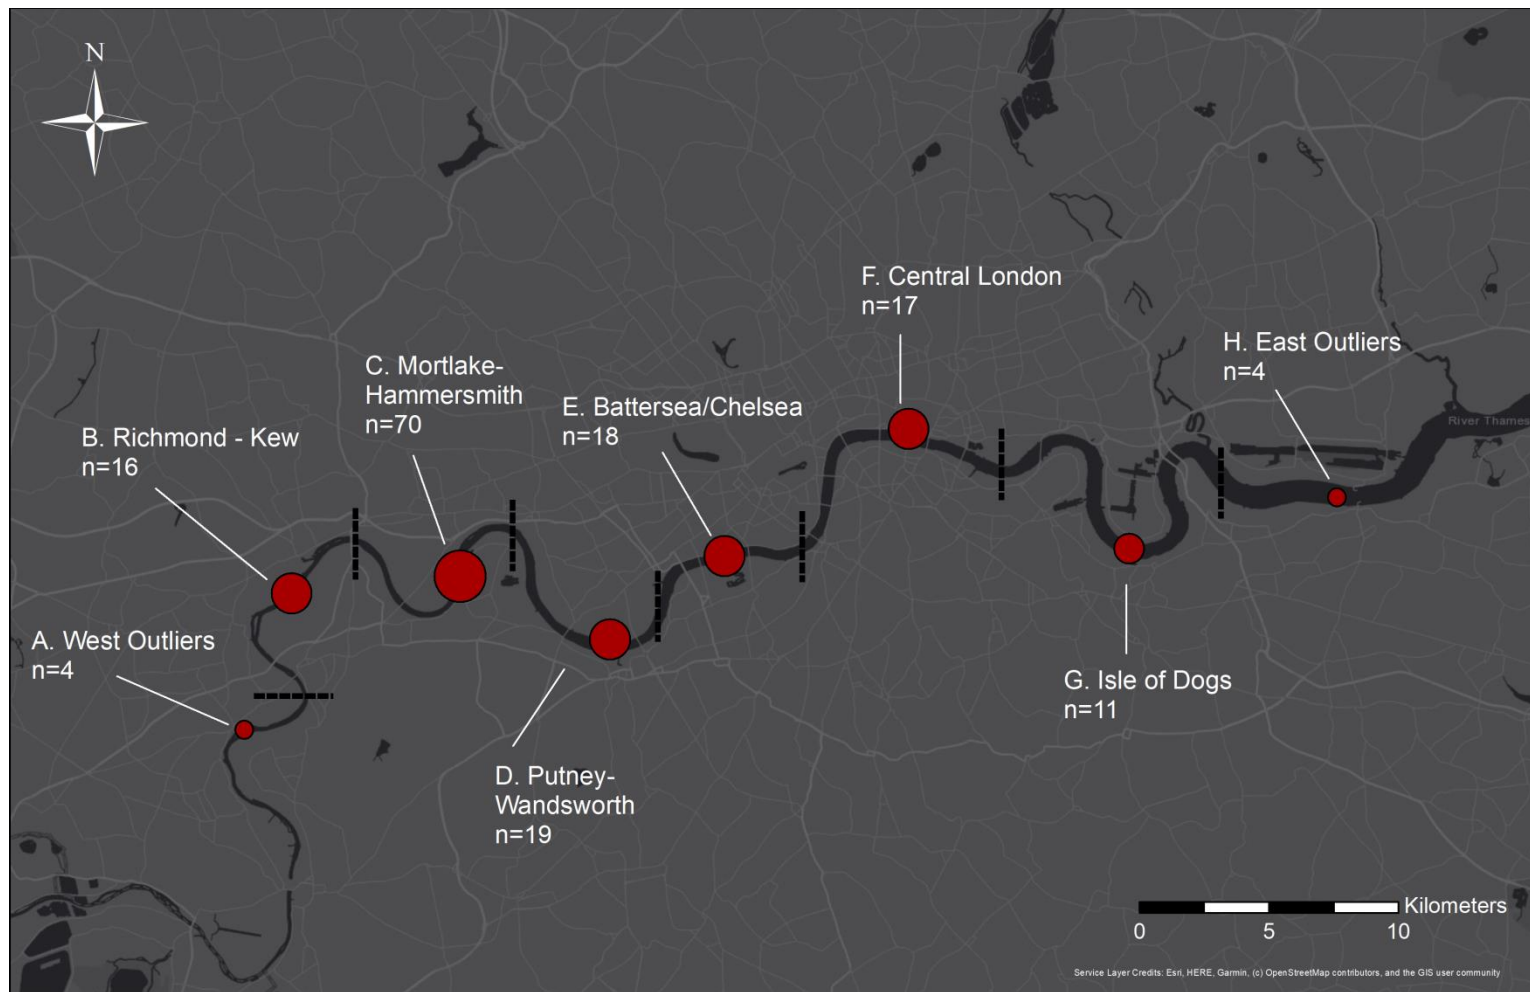 N
F. Central London
n=17
H. East Outliers
n=4
C. Mortlake-
Hammersmith
n=70
E. Battersea/Chelsea
n=18
River Thames
B. Richmond - Kew
n=16
A. West Outliers
n=4
G. Isle of Dogs
n=11
D. Putney-
Wandsworth
n=19
Kilometers
0 5 10
Service Layer Credits: Esri, HERE, Garmin, (c) OpenStreetMap contributors, and the GIS user community